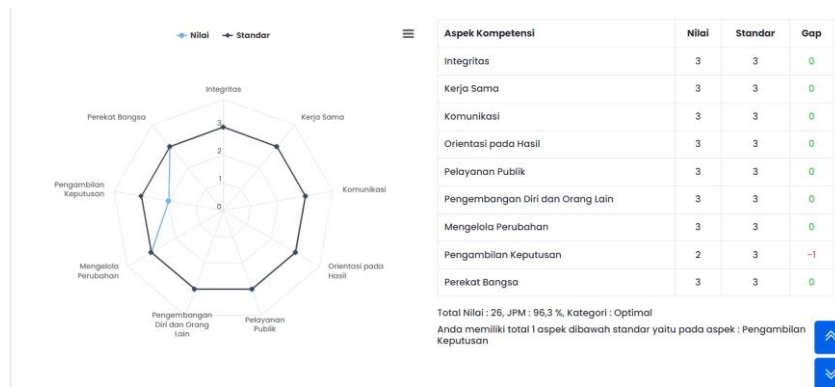 Nilai Standar
Integritas
Kerja Sama
Komunikasi
Orientasi pada
Hasil
Pelayanan
Publik
Pengembangan
Diri dan Orang
Lain
Mengelola
Perubahan
Pengambilan
Keputusan
Perekat Bangsa
3
2
1
0
Aspek Kompetensi Nilai Standar Gap
Integritas 3 3 0
Kerja Sama 3 3 0
Komunikasi 3 3 0
Orientasi pada Hasil 3 3 0
Pelayanan Publik 3 3 0
Pengembangan Diri dan Orang Lain 3 3 0
Mengelola Perubahan 3 3 0
Pengambilan Keputusan 2 3 -1
Perekat Bangsa 3 3 0
Total Nilai : 26, JPM : 96,3 %, Kategori : Optimal
Anda memiliki total 1 aspek dibawah standar yaitu pada aspek : Pengambilan
Keputusan